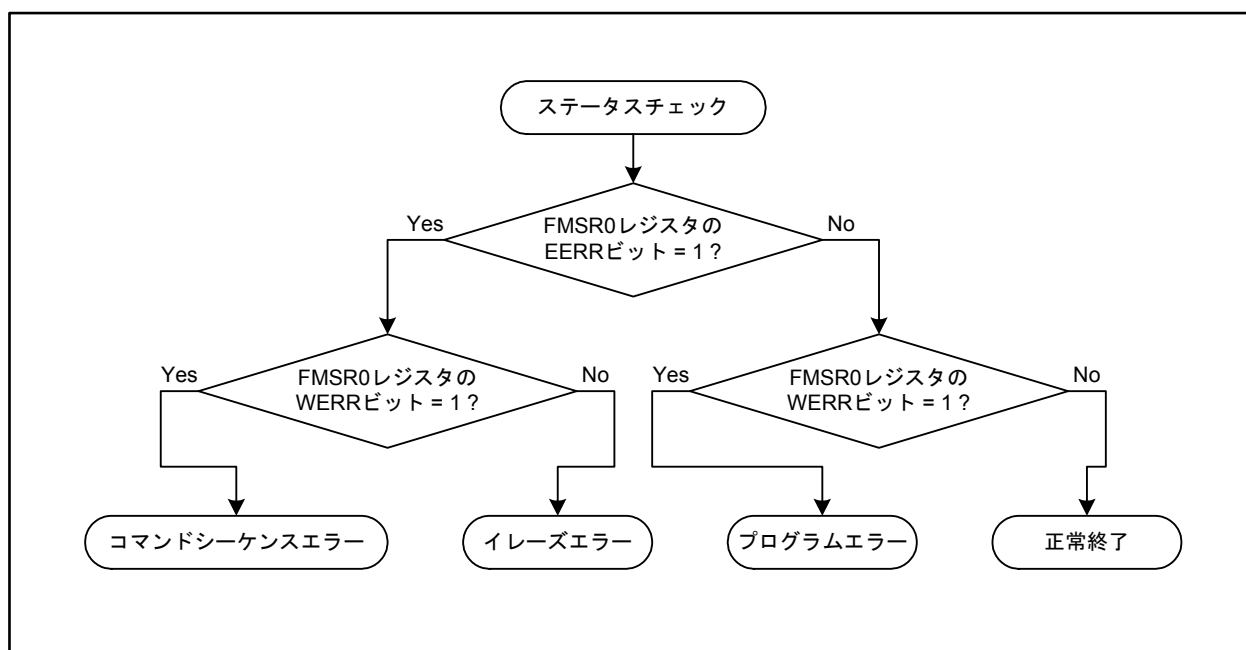 ステータスチェック
Yes
FMSR0レジスタの
EERRビット = 1 ?
No
Yes
FMSR0レジスタの
WERRビット = 1 ?
No
Yes
FMSR0レジスタの
WERRビット = 1 ?
No
コマンドシーケンスエラー
イレーズエラー
プログラムエラー
正常終了